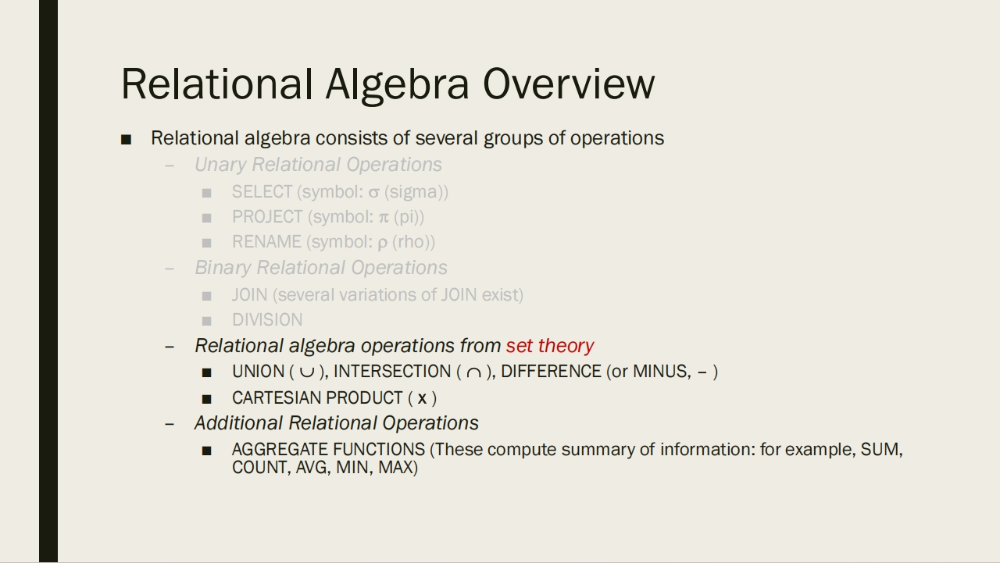 Relational Algebra Overview
■ Relational algebra consists of several groups of operations
– Unary Relational Operations
■ SELECT (symbol: σ (sigma))
■ PROJECT (symbol: π (pi))
■ RENAME (symbol: ρ (rho))
– Binary Relational Operations
■ JOIN (several variations of JOIN exist)
■ DIVISION
– Relational algebra operations from set theory
■ UNION ( ∪ ), INTERSECTION ( ∩ ), DIFFERENCE (or MINUS, – )
■ CARTESIAN PRODUCT ( x )
– Additional Relational Operations
■ AGGREGATE FUNCTIONS (These compute summary of information: for example, SUM,
COUNT, AVG, MIN, MAX)